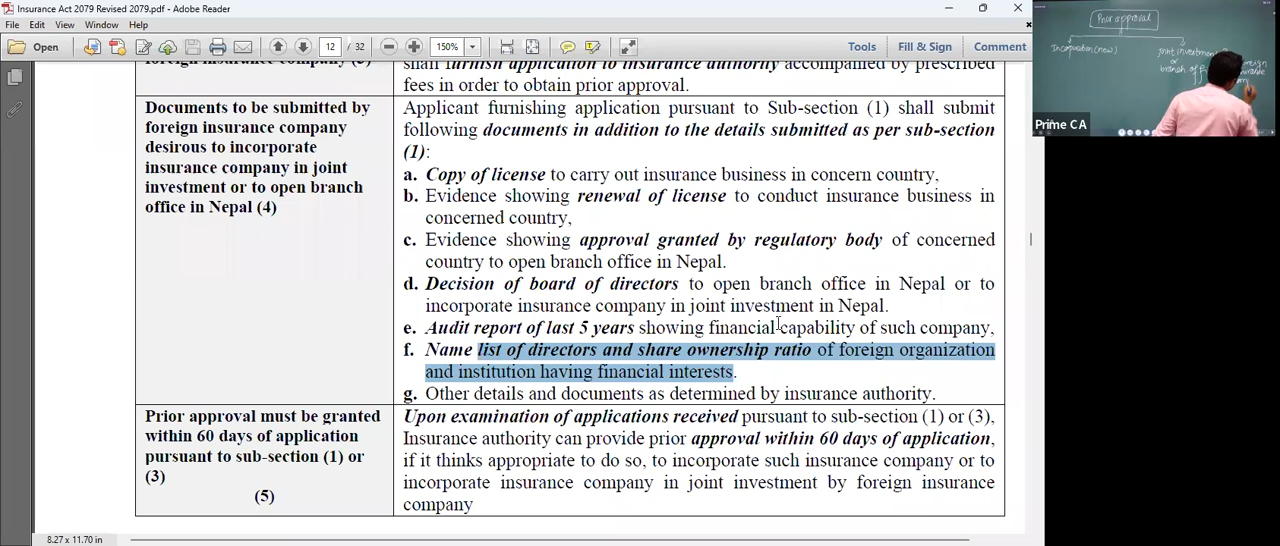 Insurance Act 2079 Revised 2079.pdf - Adobe Reader
File Edit View Window Help
Open 12 / 32 150% Tools Fill & Sign Comment
shall furnish application to insurance authority accompanied by prescribed
fees in order to obtain prior approval.
Documents to be submitted by
foreign insurance company
desirous to incorporate
insurance company in joint
investment or to open branch
office in Nepal (4)
Applicant furnishing application pursuant to Sub-section (1) shall submit
following documents in addition to the details submitted as per sub-section
(1):
a. Copy of license to carry out insurance business in concern country,
b. Evidence showing renewal of license to conduct insurance business in
concerned country,
c. Evidence showing approval granted by regulatory body of concerned
country to open branch office in Nepal.
d. Decision of board of directors to open branch office in Nepal or to
incorporate insurance company in joint investment in Nepal.
e. Audit report of last 5 years showing financial capability of such company,
f. Name list of directors and share ownership ratio of foreign organization
and institution having financial interests.
g. Other details and documents as determined by insurance authority.
Prior approval must be granted
within 60 days of application
pursuant to sub-section (1) or
(3)
(5)
Upon examination of applications received pursuant to sub-section (1) or (3),
Insurance authority can provide prior approval within 60 days of application,
if it thinks appropriate to do so, to incorporate such insurance company or to
incorporate insurance company in joint investment by foreign insurance
company
8.27 x 11.70 in
Prior approval
Incorporation (new)
Joint investment
or
branch of
Prime CA